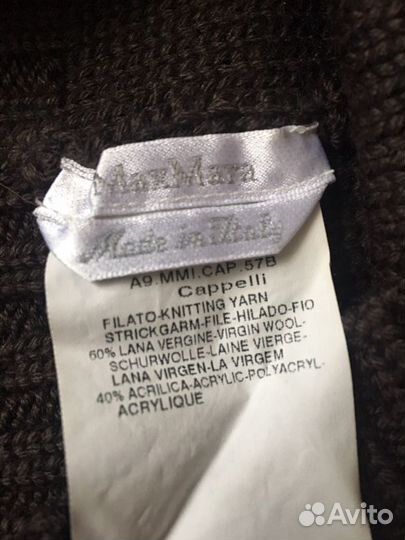 MaxMara
Made in Italy
A9.MMI.CAP.57B
Cappelli
FILATO-KNITTING YARN
STRICKGARM-FILE-HILADO-FIO
60% LANA VERGINE-VIRGIN WOOL-
SCHURWOLLE-LAINE VIERGE-
LANA VIRGEN-LA VIRGEM
40% ACRILICA-ACRYLIC-POLYACRYL-
ACRYLIQUE
Avito